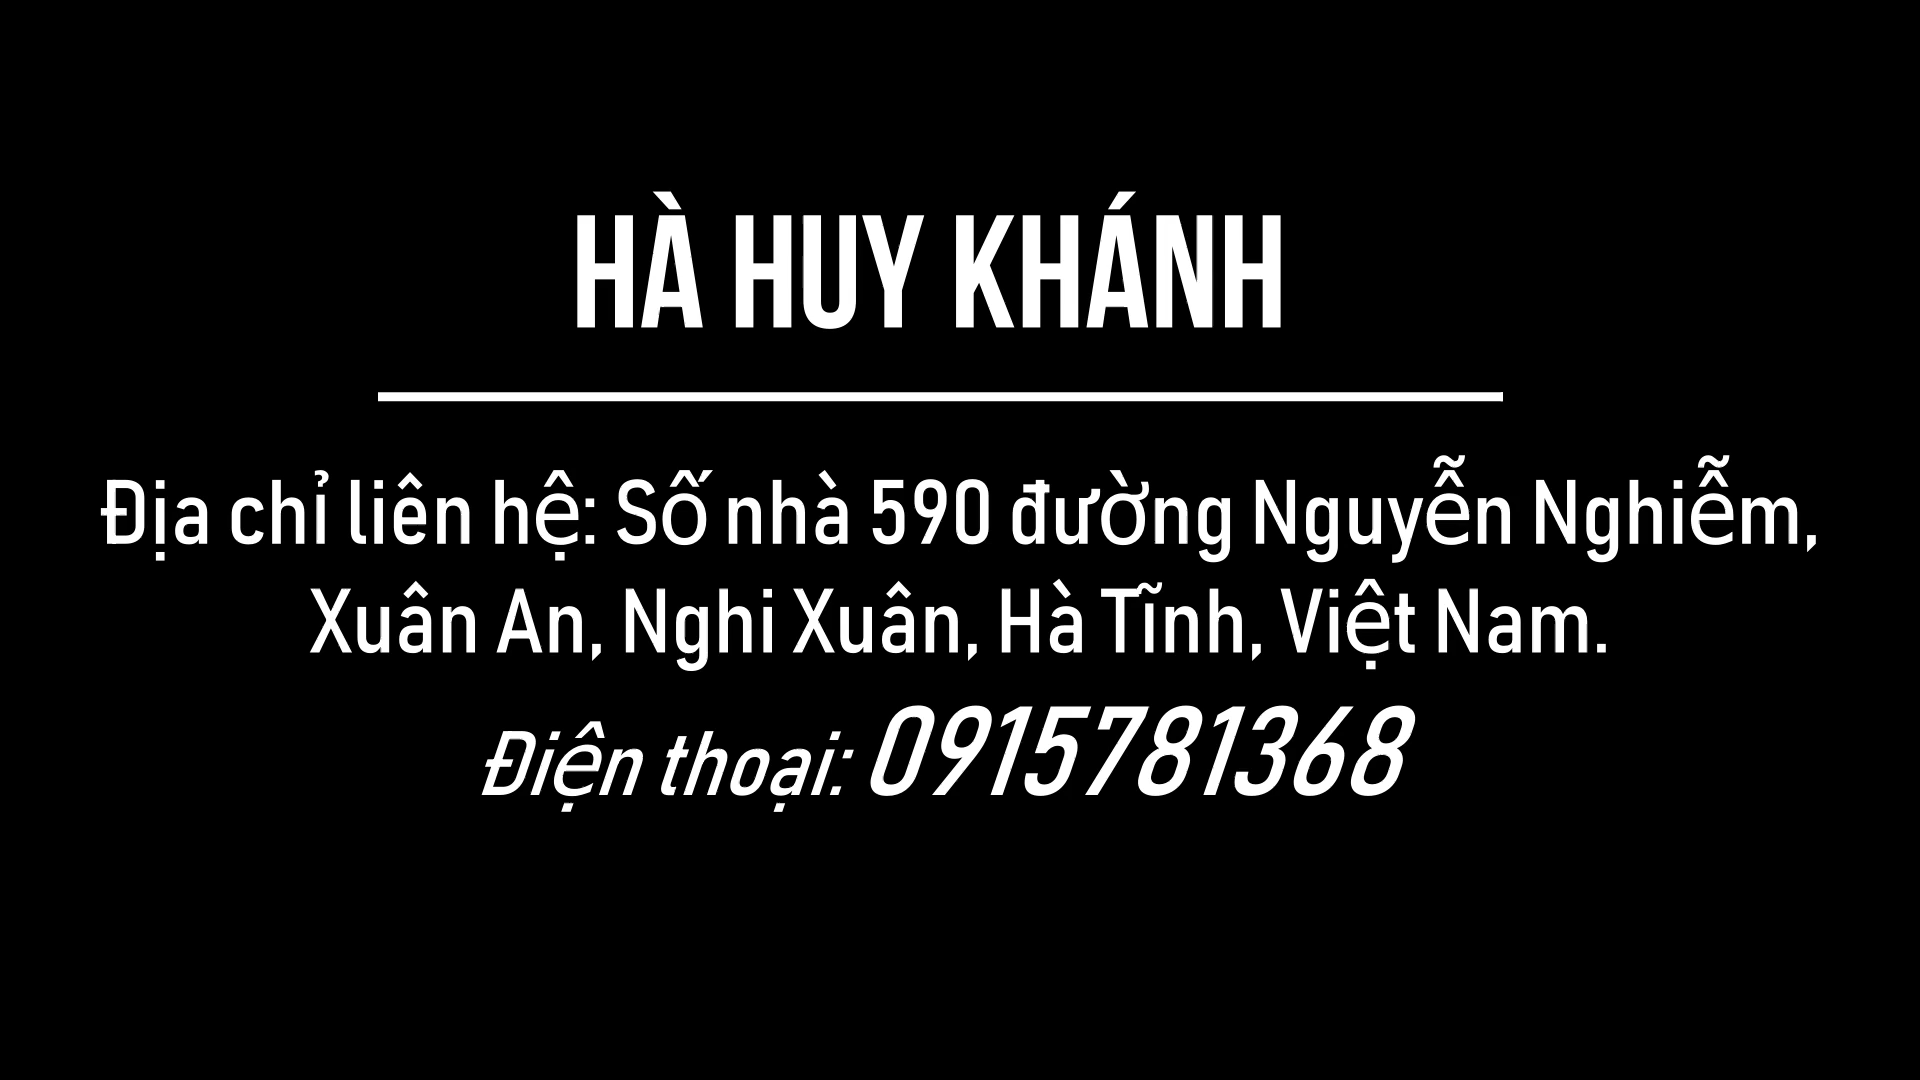 HÀ HUY KHÁNH
Địa chỉ liên hệ: Số nhà 590 đường Nguyễn Nghiễm,
Xuân An, Nghi Xuân, Hà Tĩnh, Việt Nam.
Điện thoại: 0915781368